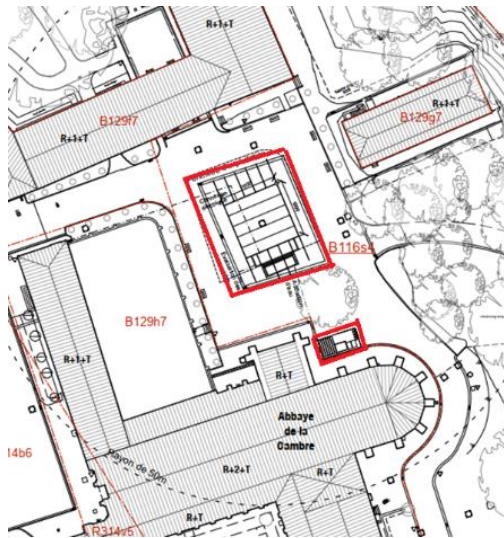 R+1+T
B129f7
R+1+T
R+1+T
B129g7
B116s4
B129h7
R+1+T
R+T
Abbaye
de la
Cambre
14b6
Rayon de 50m
R+2+T
R+T
R+T
R314v5